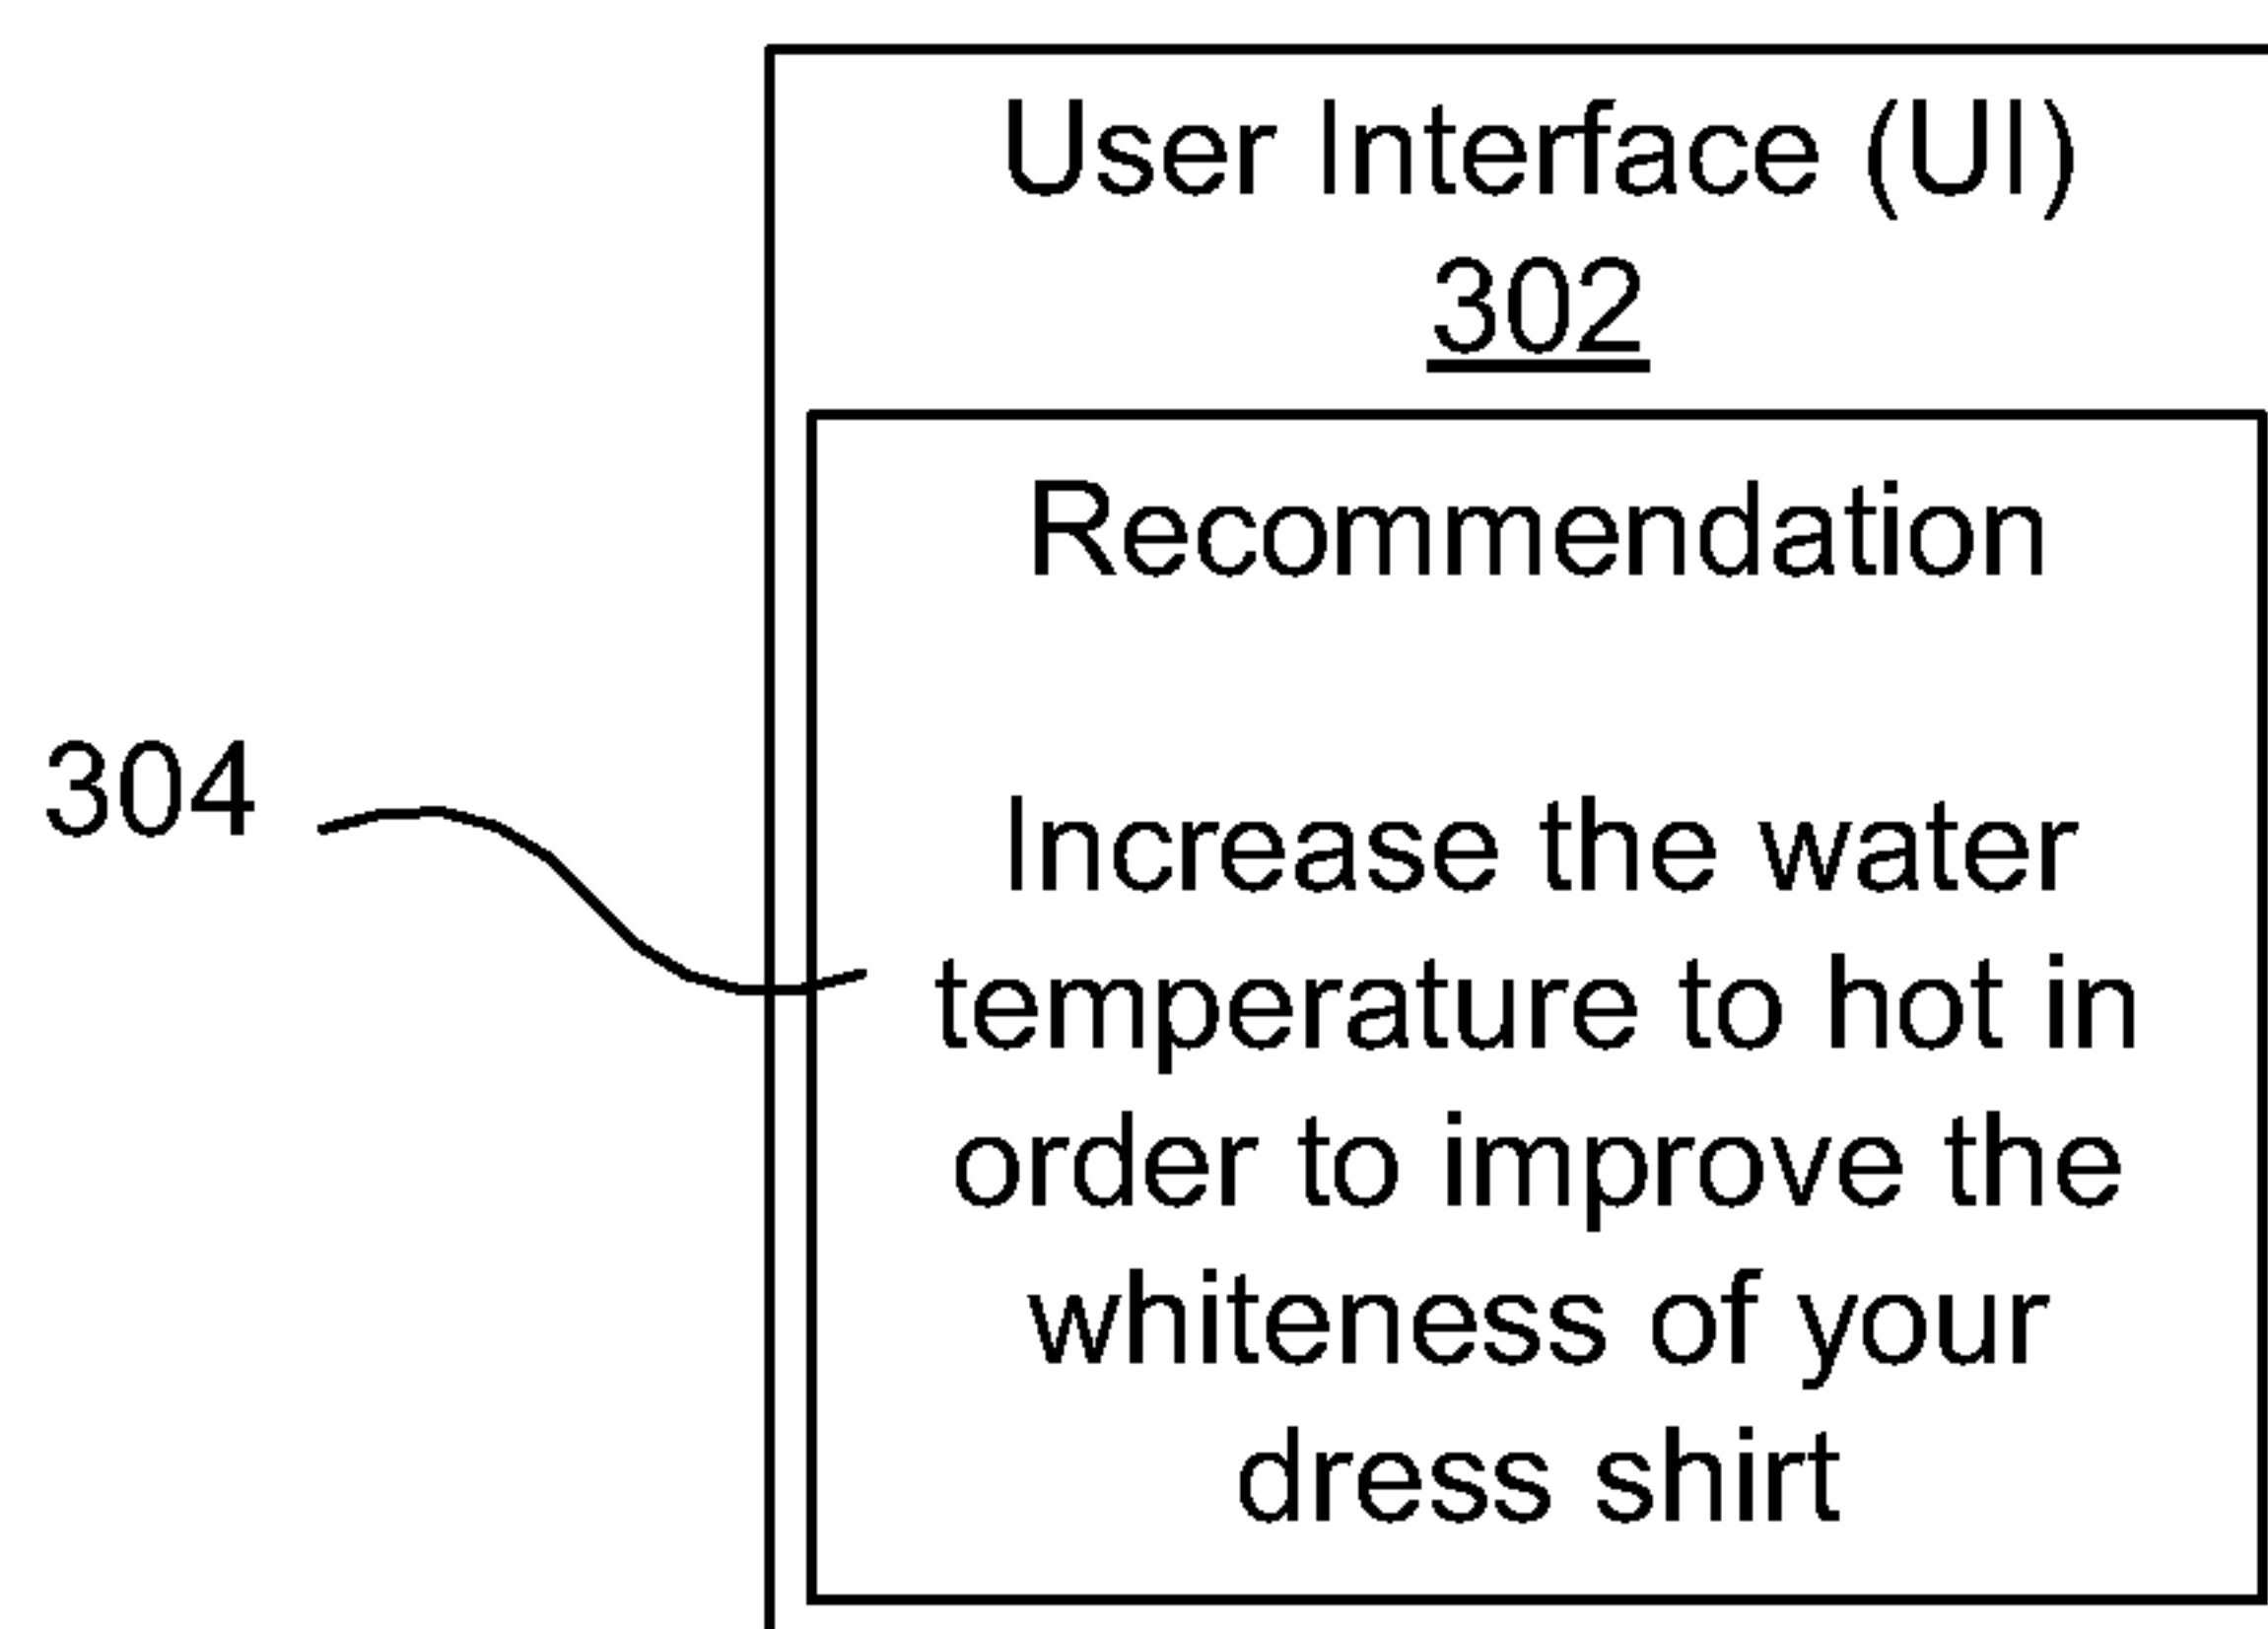 User Interface (UI)
302
Recommendation
304
Increase the water
temperature to hot in
order to improve the
whiteness of your
dress shirt